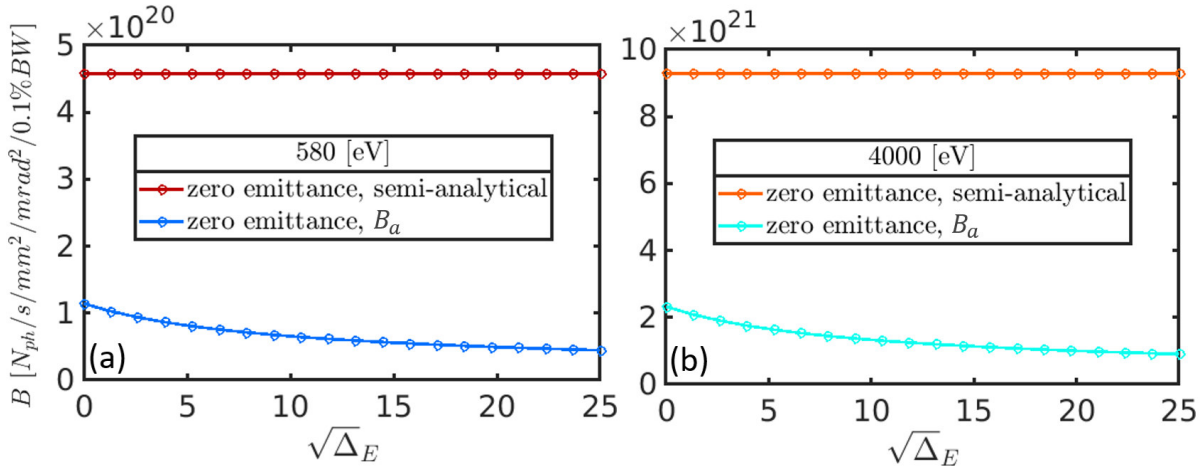 ×10^20
B [N_ph/s/mm^2/mrad^2/0.1%BW]
5
4
3
2
1
0
580 [eV]
zero emittance, semi-analytical
zero emittance, B_a
(a)
0 5 10 15 20 25
√Δ_E
×10^21
10
8
6
4
2
0
4000 [eV]
zero emittance, semi-analytical
zero emittance, B_a
(b)
0 5 10 15 20 25
√Δ_E